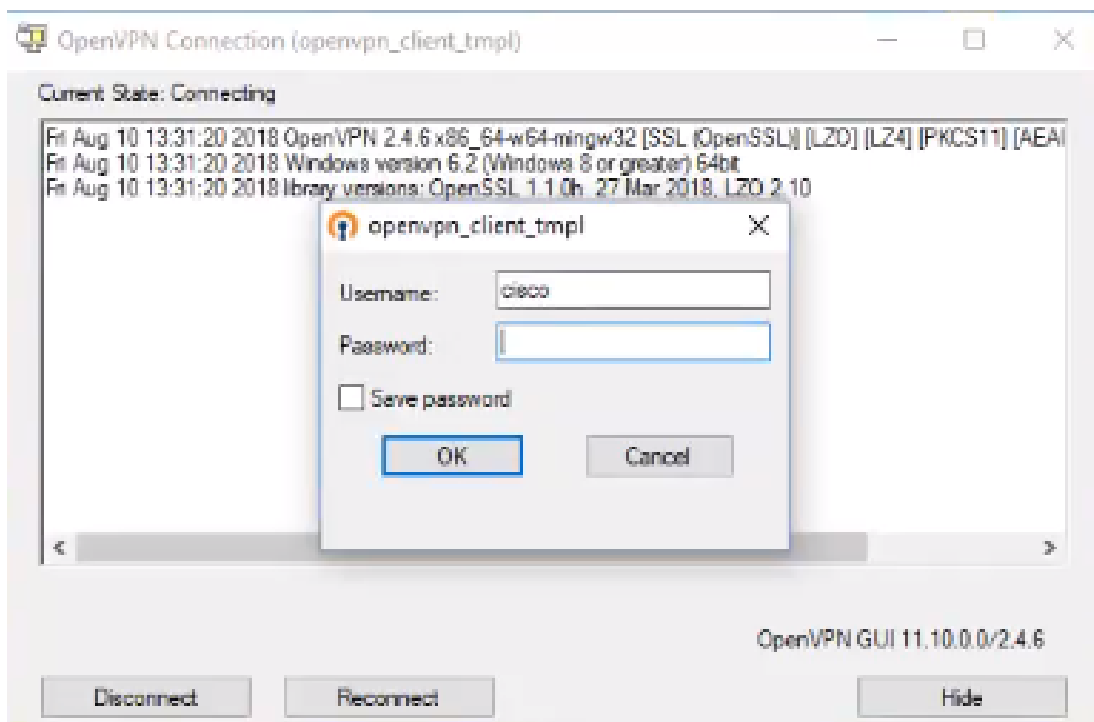 OpenVPN Connection (openvpn_client_tmpl)
Current State: Connecting
Fri Aug 10 13:31:20 2018 OpenVPN 2.4.6 x86_64-w64-mingw32 [SSL (OpenSSL)] [LZO] [LZ4] [PKCS11] [AEA
Fri Aug 10 13:31:20 2018 Windows version 6.2 (Windows 8 or greater) 64bit
Fri Aug 10 13:31:20 2018 library versions: OpenSSL 1.1.0h 27 Mar 2018, LZO 2.10
openvpn_client_tmpl
Username: cisco
Password:
Save password
OK Cancel
OpenVPN GUI 11.10.0.0/2.4.6
Disconnect Reconnect Hide